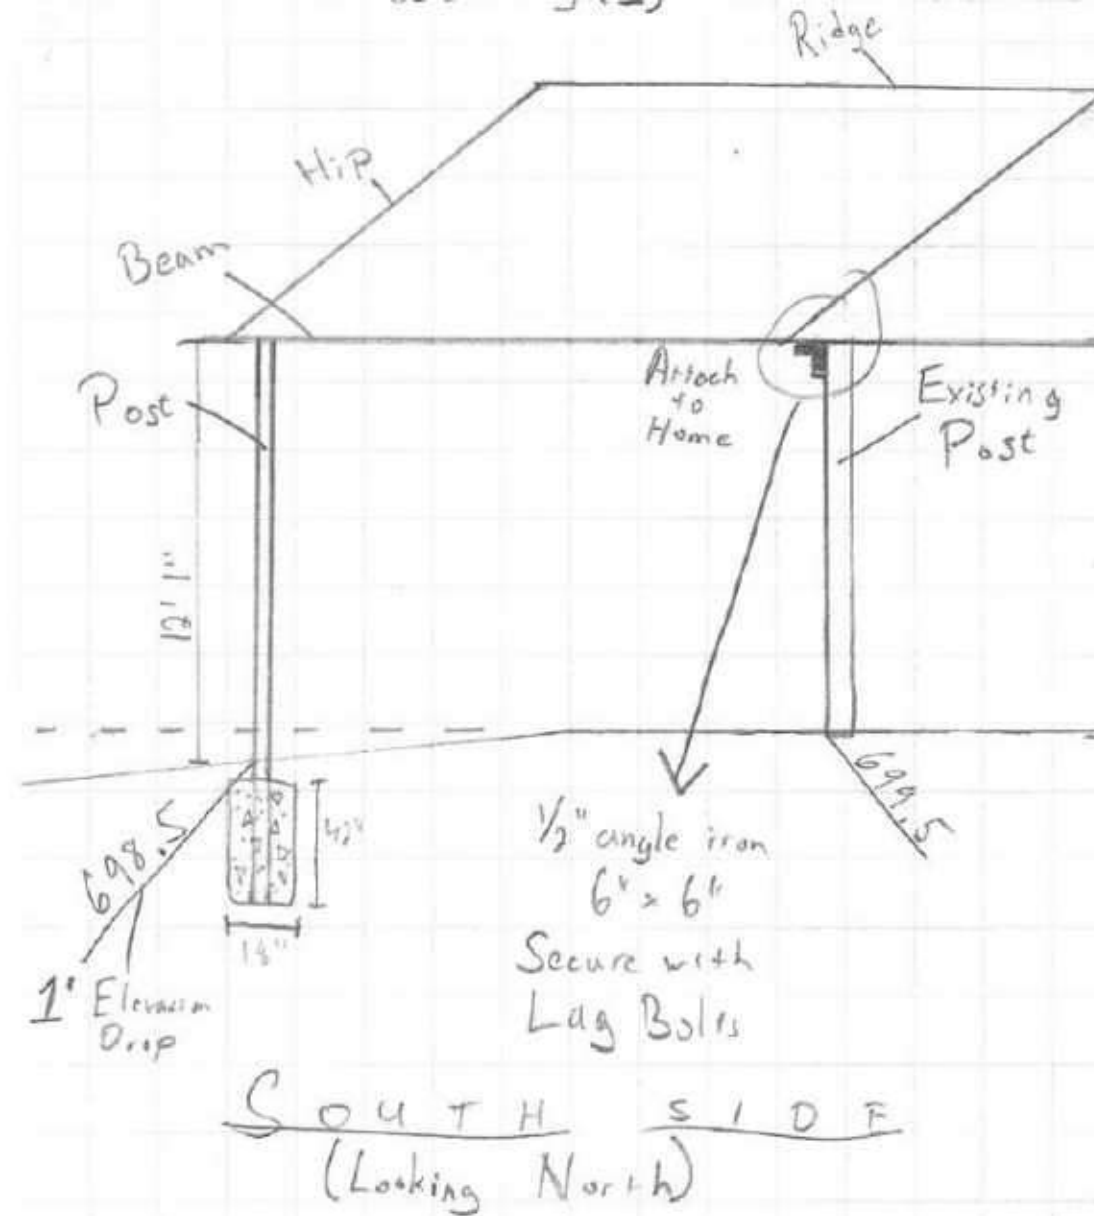 Ridge
Hip
Beam
Post
Attach
to
Home
Existing
Post
12' 1"
698.5
699.5
42"
18"
1' Elevation
Drop
1/2" angle iron
6" x 6"
Secure with
Lag Bolts
SOUTH SIDE
(Looking North)